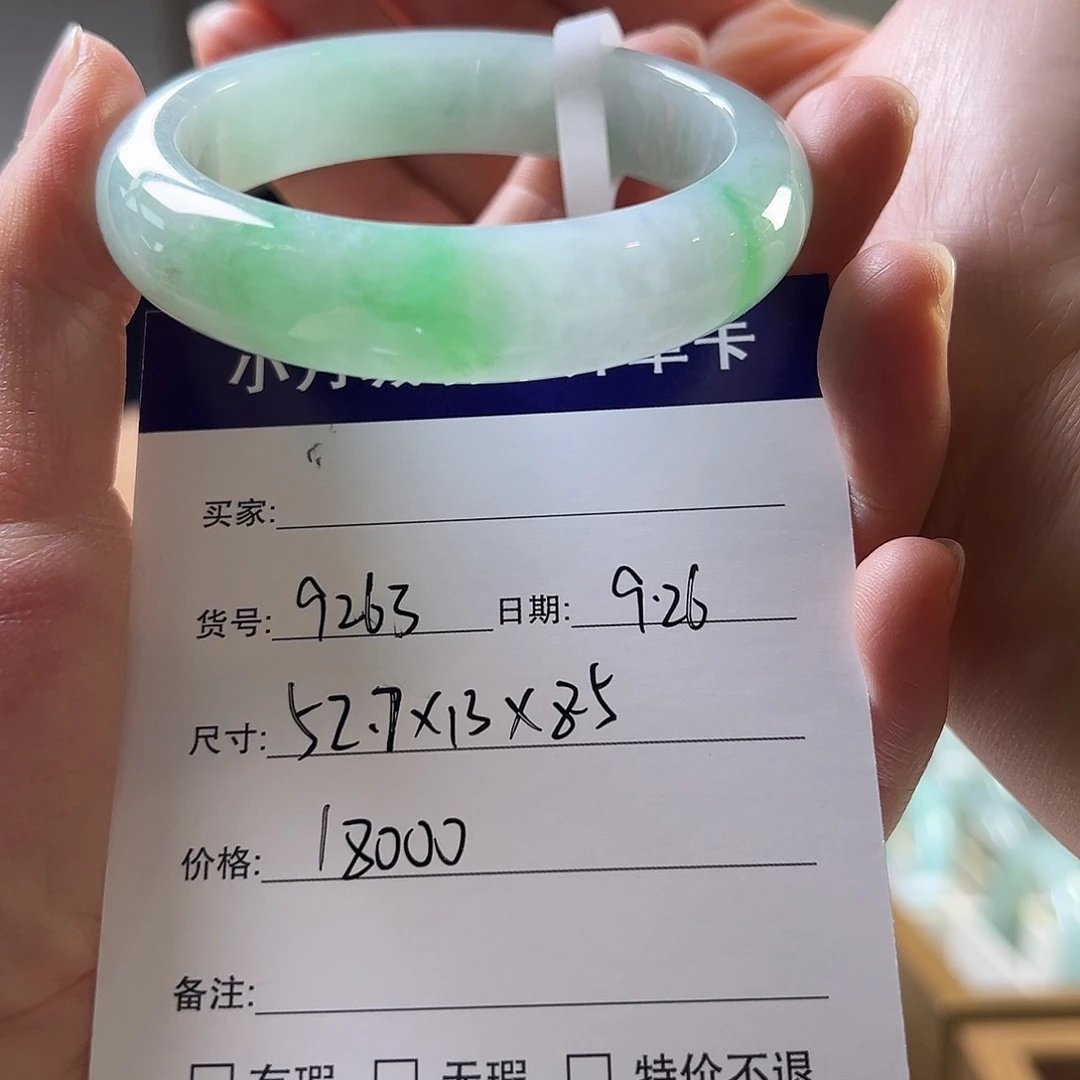 卡
买家:
货号: 9263 日期: 9.26
尺寸: 52.7×13×8.5
价格: 18000
备注:
有瑕 无瑕 特价不退